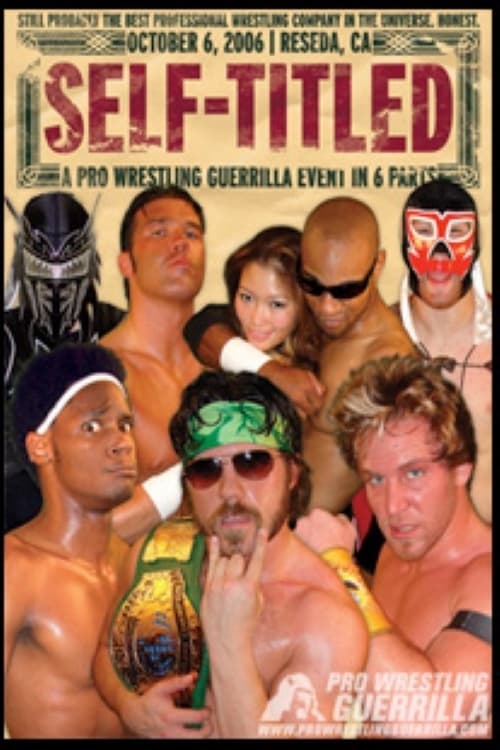 STILL PROBABLY THE BEST PROFESSIONAL WRESTLING COMPANY IN THE UNIVERSE. HONEST.
OCTOBER 6, 2006 | RESEDA, CA
SELF-TITLED
A PRO WRESTLING GUERRILLA EVENT IN 6 PARTS
PRO WRESTLING
GUERRILLA
WWW.PROWRESTLINGGUERRILLA.COM